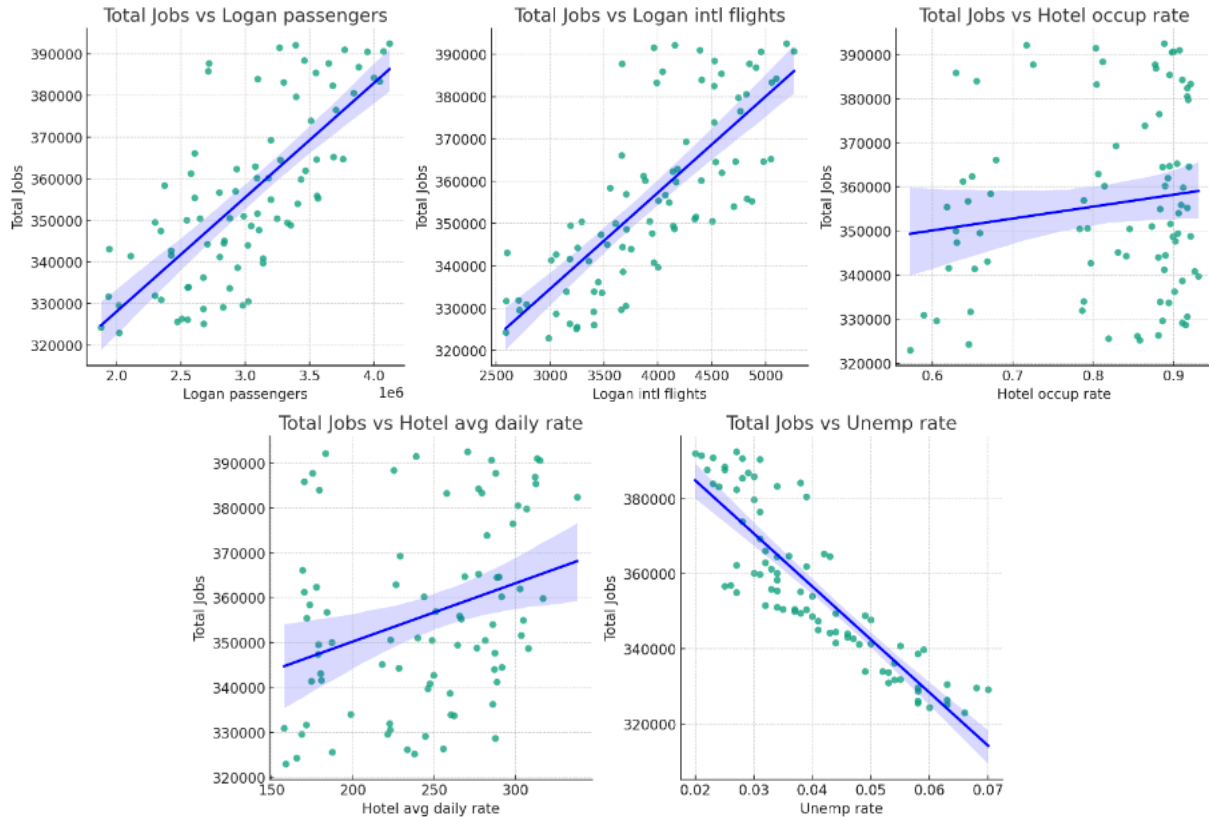 Total Jobs vs Logan passengers
390000
380000
370000
360000
350000
340000
330000
320000
Total Jobs
2.0 2.5 3.0 3.5 4.0
Logan passengers
1e6
Total Jobs vs Logan intl flights
390000
380000
370000
360000
350000
340000
330000
320000
Total Jobs
2500 3000 3500 4000 4500 5000
Logan intl flights
Total Jobs vs Hotel occup rate
390000
380000
370000
360000
350000
340000
330000
320000
Total Jobs
0.6 0.7 0.8 0.9
Hotel occup rate
Total Jobs vs Hotel avg daily rate
390000
380000
370000
360000
350000
340000
330000
320000
Total Jobs
150 200 250 300
Hotel avg daily rate
Total Jobs vs Unemp rate
380000
360000
340000
320000
Total Jobs
0.02 0.03 0.04 0.05 0.06 0.07
Unemp rate